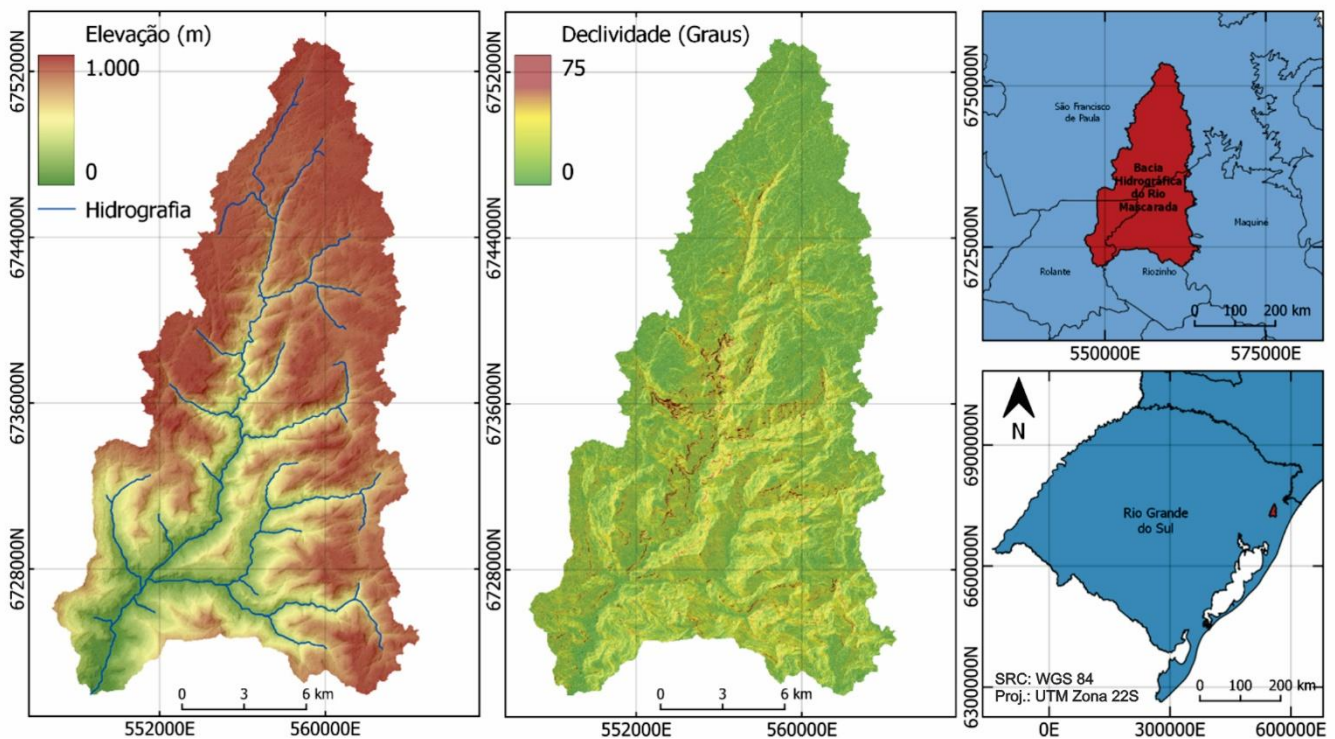 Elevação (m)
1.000
0
Hidrografia
6752000N
6744000N
6736000N
6728000N
0 3 6 km
552000E 560000E
Declividade (Graus)
75
0
6752000N
6744000N
6736000N
6728000N
0 3 6 km
552000E 560000E
São Francisco
de Paula
Bacia
Hidrográfica
do Rio
Mascarada
Maquiné
Rolante
Riozinho
6750000N
6725000N
0 100 200 km
550000E 575000E
N
Rio Grande
do Sul
6900000N
6600000N
6300000N
SRC: WGS 84
Proj.: UTM Zona 22S
0 100 200 km
0 300000E 600000E